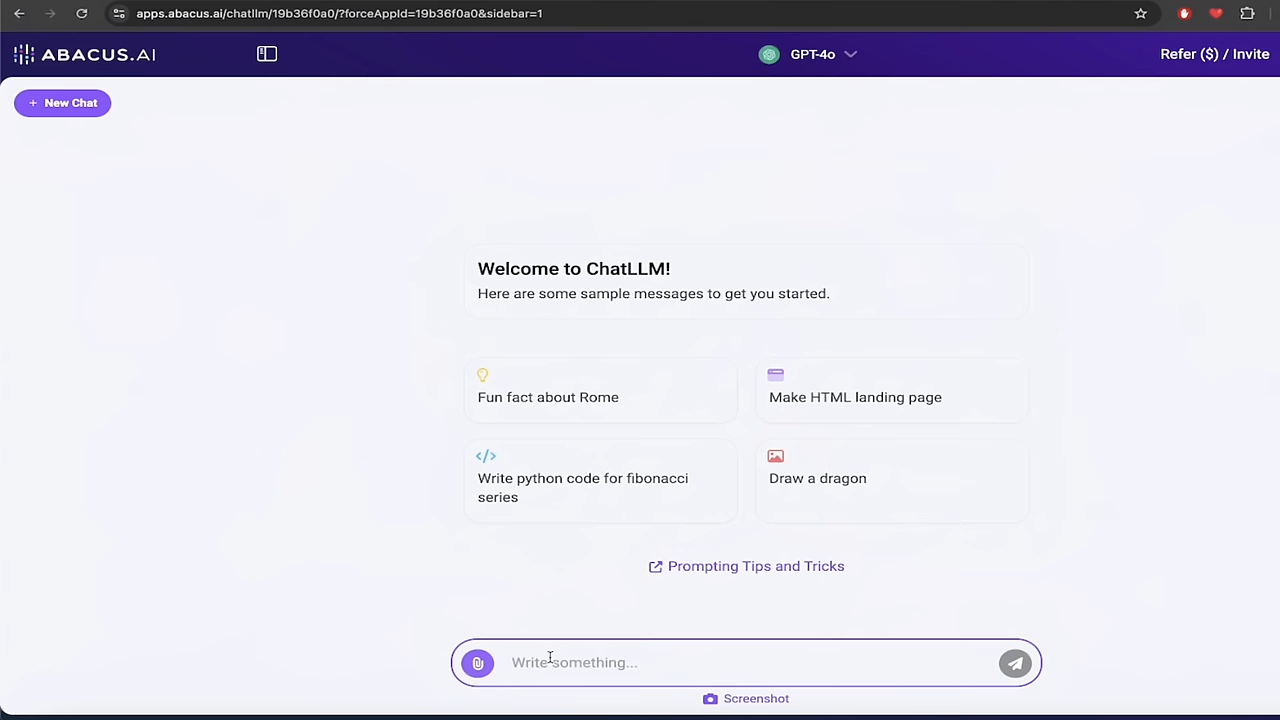 apps.abacus.ai/chatllm/19b36f0a0/?forceAppId=19b36f0a0&sidebar=1
ABACUS.AI
GPT-4o
Refer ($) / Invite
+ New Chat
Welcome to ChatLLM!
Here are some sample messages to get you started.
Fun fact about Rome
Make HTML landing page
</>
Write python code for fibonacci
series
Draw a dragon
Prompting Tips and Tricks
Write something...
Screenshot